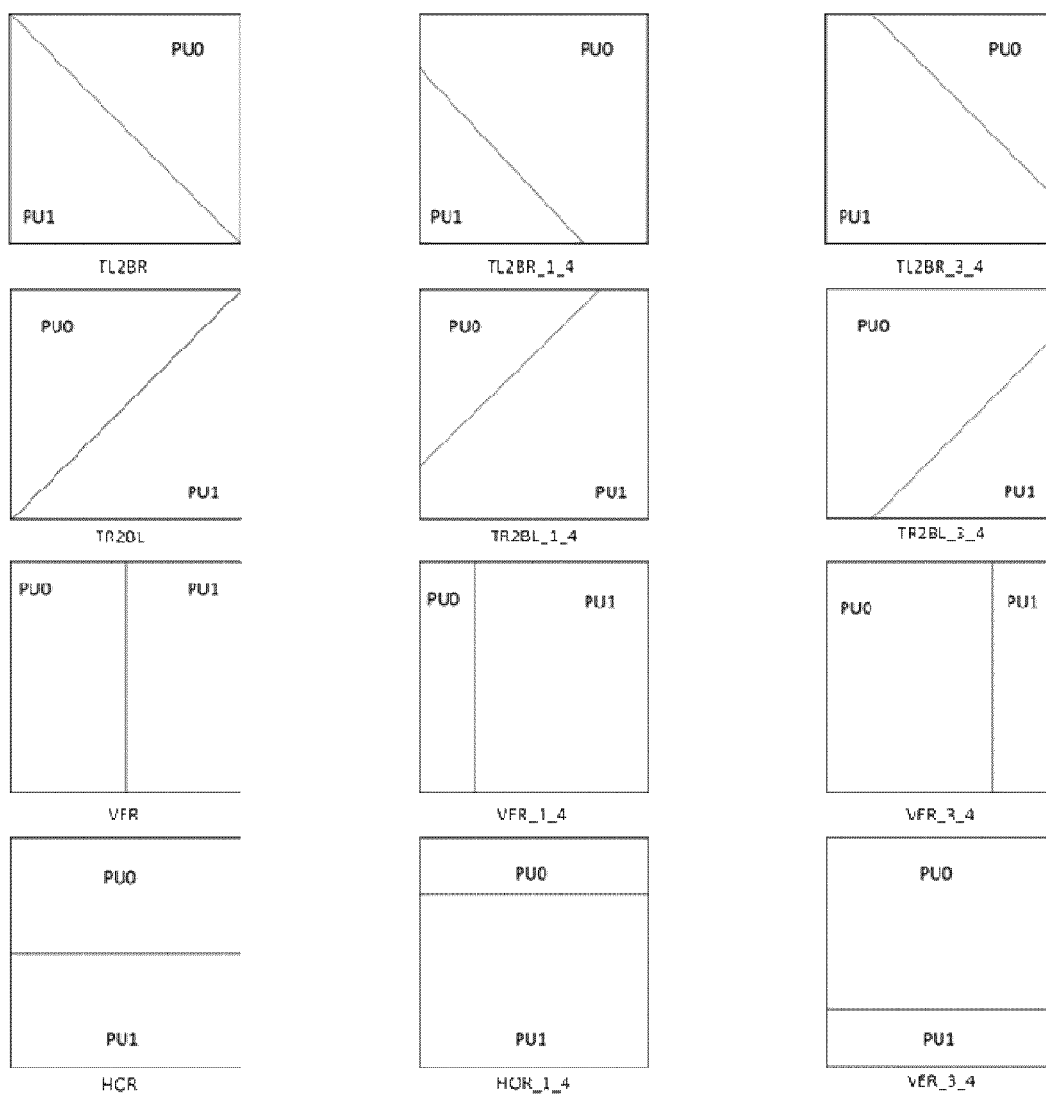 PU0
PU1
TL2BR
PU0
PU1
TL2BR_1_4
PU0
PU1
TL2BR_3_4
PU0
PU1
TR2BL
PU0
PU1
TR2BL_1_4
PU0
PU1
TR2BL_3_4
PU0 PU1
VER
PU0 PU1
VER_1_4
PU0 PU1
VER_3_4
PU0
PU1
HOR
PU0
PU1
HOR_1_4
PU0
PU1
VER_3_4